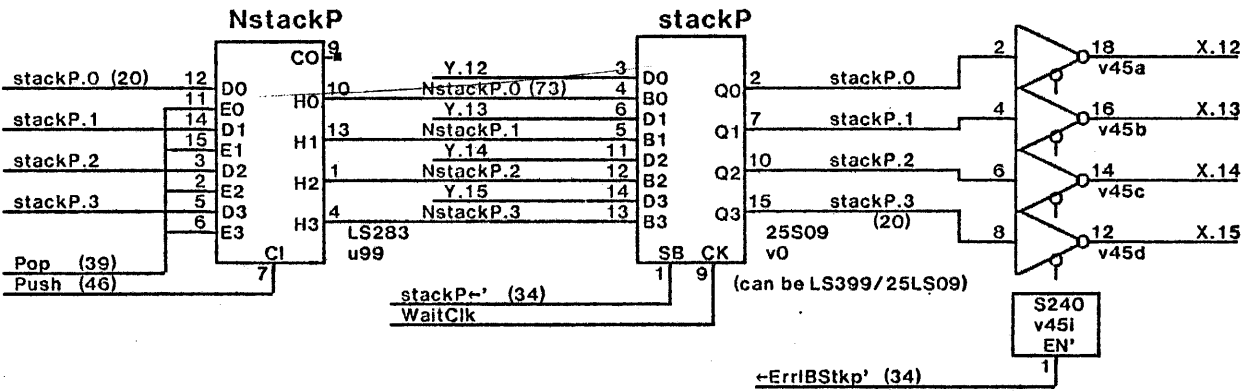 NstackP
stackP
CO 9
stackP.0 (20) 12 D0
11 E0
stackP.1 14 D1
15 E1
stackP.2 3 D2
2 E2
stackP.3 5 D3
6 E3
H0 10
H1 13
H2 1
H3 4
CI
7
LS283
u99
Pop (39)
Push (46)
Y.12 3 D0
NstackP.0 (73) 4 B0
Y.13 6 D1
NstackP.1 5 B1
Y.14 11 D2
NstackP.2 12 B2
Y.15 14 D3
NstackP.3 13 B3
Q0 2 stackP.0
Q1 7 stackP.1
Q2 10 stackP.2
Q3 15 stackP.3
(20)
SB CK
1 9
25S09
v0
(can be LS399/25LS09)
stackP←' (34)
WaitClk
2 18 X.12
v45a
4 16 X.13
v45b
6 14 X.14
v45c
8 12 X.15
v45d
S240
v45i
EN'
1
←ErrIBStkp' (34)